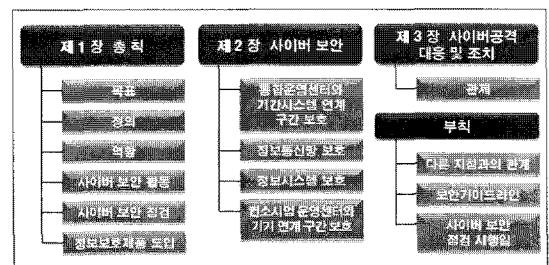 제 1 장 총 칙
목표
정의
역할
사이버 보안 활동
사이버 보안 점검
정보보호제품 도입
제 2 장 사이버 보안
통합운영센터와
기간시스템 연계
구간 보호
정보통신망 보호
정보시스템 보호
컨소시엄 운영센터와
기기 연계 구간 보호
제 3 장 사이버공격
대응 및 조치
관제
부칙
다른 지침과의 관계
보안가이드라인
사이버 보안
점검 시행일